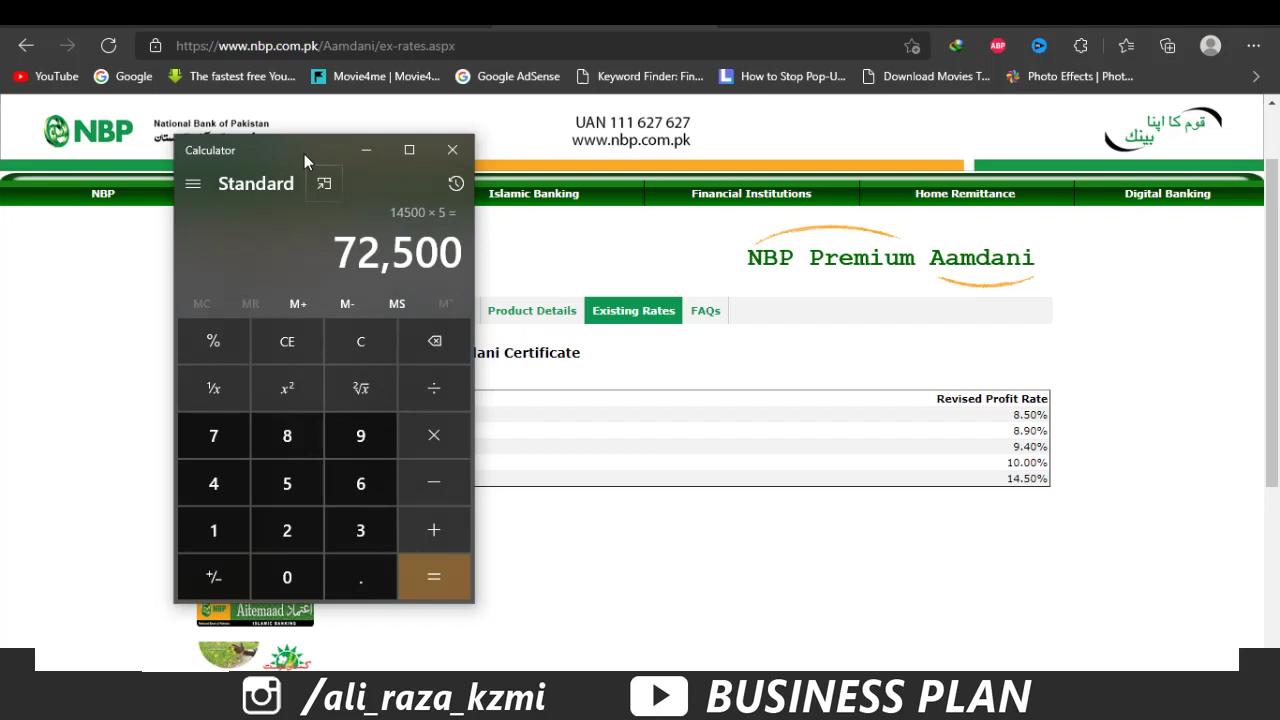 https://www.nbp.com.pk/Aamdani/ex-rates.aspx
ABP
YouTube
Google
The fastest free You...
Movie4me | Movie4...
Google AdSense
Keyword Finder: Fin...
How to Stop Pop-U...
Download Movies T...
Photo Effects | Phot...
NBP
National Bank of Pakistan
UAN 111 627 627
www.nbp.com.pk
قوم کا اپنا
بینک
NBP
Islamic Banking
Financial Institutions
Home Remittance
Digital Banking
Calculator
Standard
14500 × 5 =
72,500
MC MR M+ M- MS M˅
% CE C
¹/x x² ²√x ÷
7 8 9 ×
4 5 6 −
1 2 3 +
+/- 0 . =
NBP Premium Aamdani
Product Details
Existing Rates
FAQs
Certificate
Revised Profit Rate
8.50%
8.90%
9.40%
10.00%
14.50%
NBP
Aitemaad
اعتماد
ISLAMIC BANKING
/ali_raza_kzmi
BUSINESS PLAN